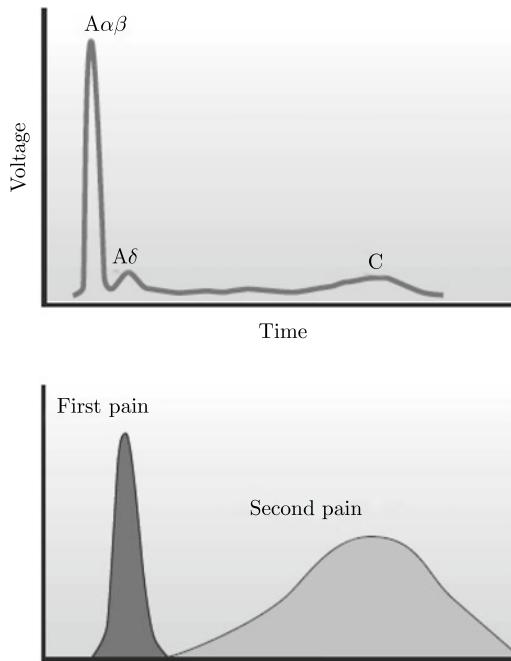 Aαβ
Voltage
Aδ
C
Time
First pain
Second pain